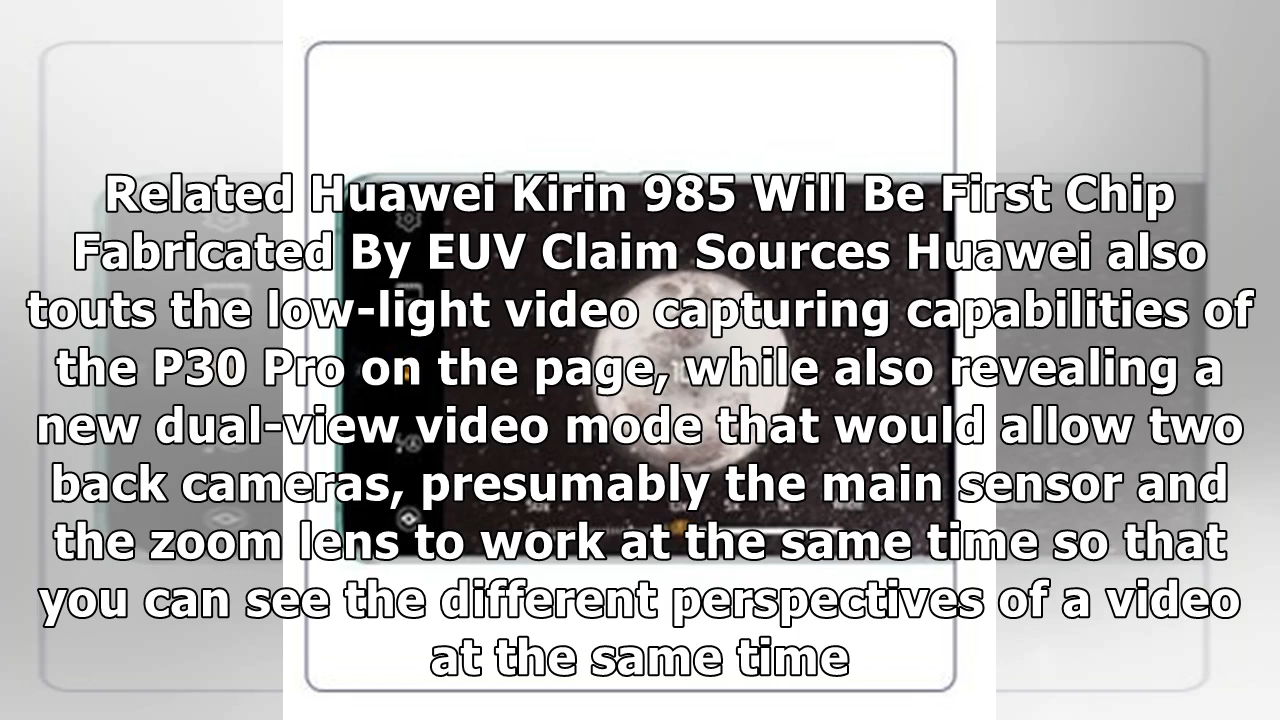 Related Huawei Kirin 985 Will Be First Chip
Fabricated By EUV Claim Sources Huawei also
touts the low-light video capturing capabilities of
the P30 Pro on the page, while also revealing a
new dual-view video mode that would allow two
back cameras, presumably the main sensor and
the zoom lens to work at the same time so that
you can see the different perspectives of a video
at the same time